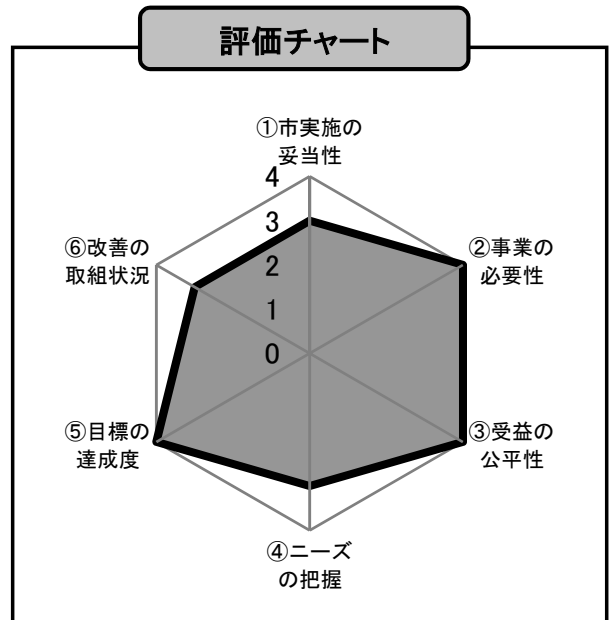 評価チャート
①市実施の
妥当性
4
3
2
1
0
②事業の
必要性
③受益の
公平性
④ニーズ
の把握
⑤目標の
達成度
⑥改善の
取組状況